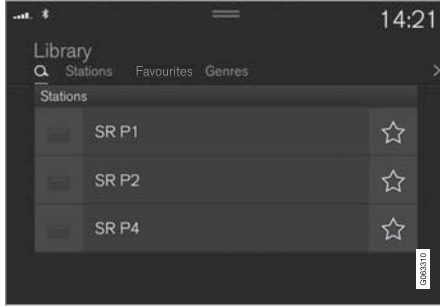 14:21
Library
Stations Favourites Genres
Stations
SR P1
SR P2
SR P4
G063310